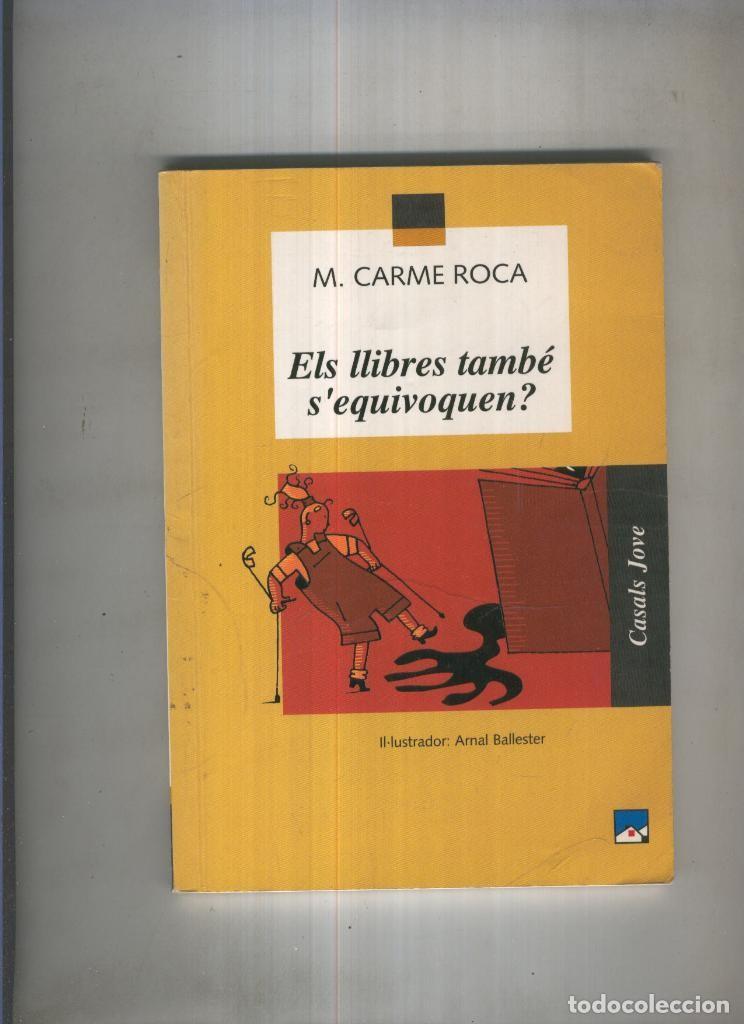 M. CARME ROCA
Els llibres també
s'equivoquen?
Casals Jove
Il·lustrador: Arnal Ballester
todocoleccion